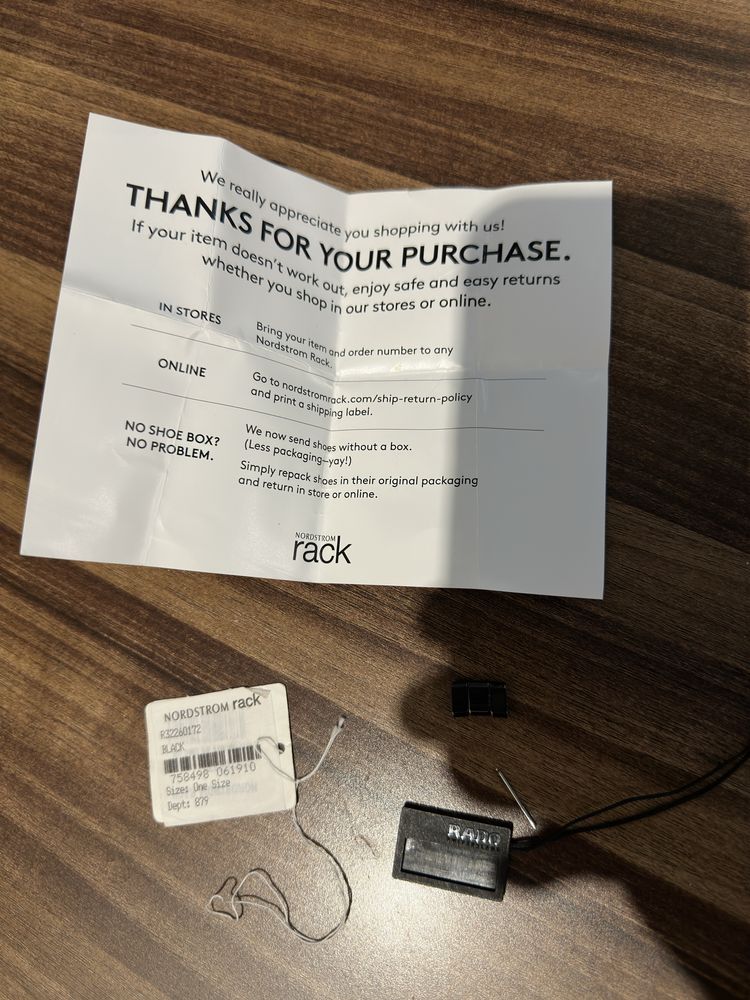 We really appreciate you shopping with us!
THANKS FOR YOUR PURCHASE.
If your item doesn't work out, enjoy safe and easy returns
whether you shop in our stores or online.
IN STORES
Bring your item and order number to any
Nordstrom Rack.
ONLINE
Go to nordstromrack.com/ship-return-policy
and print a shipping label.
NO SHOE BOX?
NO PROBLEM.
We now send shoes without a box.
(Less packaging—yay!)
Simply repack shoes in their original packaging
and return in store or online.
NORDSTROM
rack
NORDSTROM rack
R32260172
BLACK
758498 061910
Size: One Size
Dept: 879
RADO